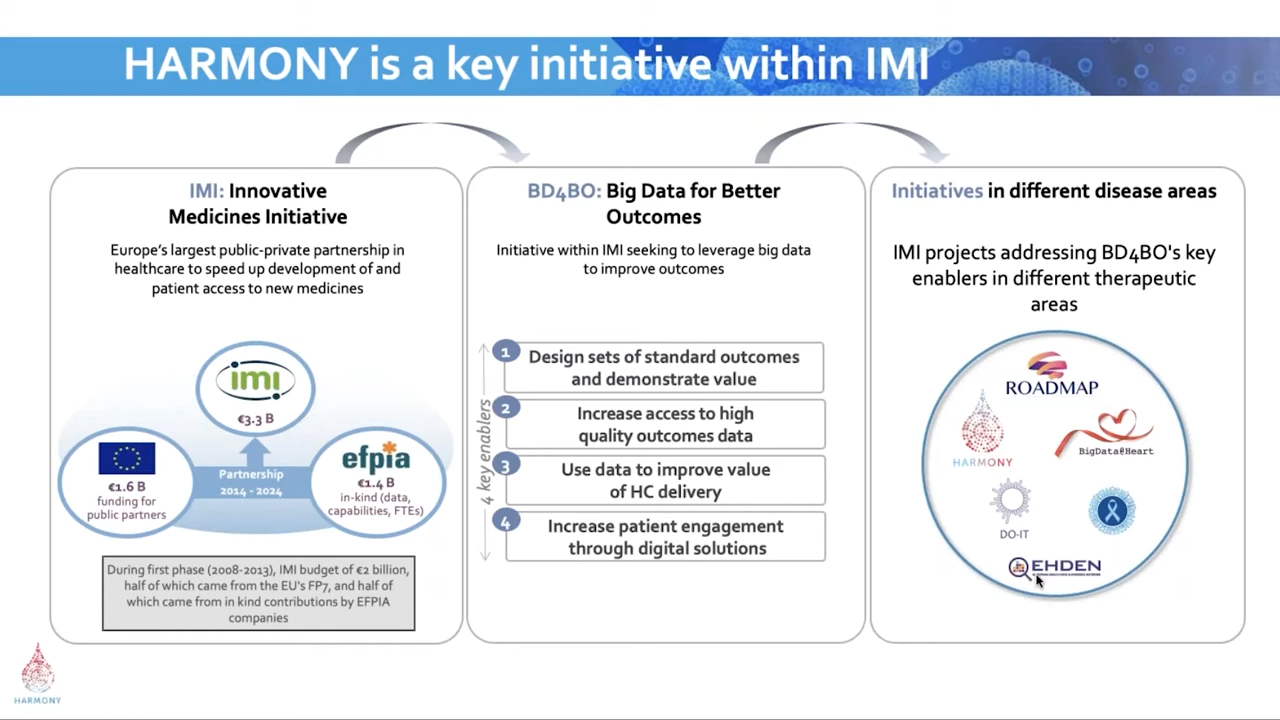 HARMONY is a key initiative within IMI
IMI: Innovative
Medicines Initiative
Europe's largest public-private partnership in
healthcare to speed up development of and
patient access to new medicines
imi
€3.3 B
€1.6 B
funding for
public partners
Partnership
2014 - 2024
efpia
€1.4 B
in-kind (data,
capabilities, FTEs)
During first phase (2008-2013), IMI budget of €2 billion,
half of which came from the EU's FP7, and half of
which came from in kind contributions by EFPIA
companies
BD4BO: Big Data for Better
Outcomes
Initiative within IMI seeking to leverage big data
to improve outcomes
4 key enablers
1
Design sets of standard outcomes
and demonstrate value
2
Increase access to high
quality outcomes data
3
Use data to improve value
of HC delivery
4
Increase patient engagement
through digital solutions
Initiatives in different disease areas
IMI projects addressing BD4BO's key
enablers in different therapeutic
areas
ROADMAP
HARMONY
BigData@Heart
DO-IT
EHDEN
HARMONY